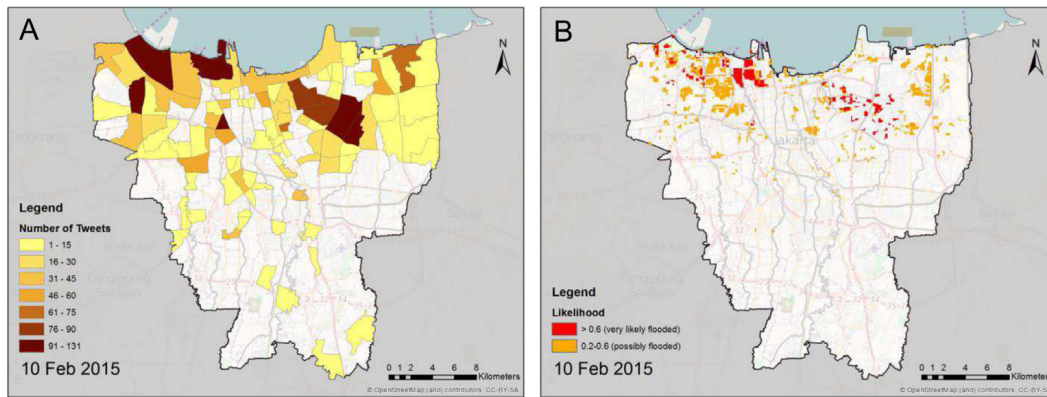 A
N
Legend
Number of Tweets
1 - 15
16 - 30
31 - 45
46 - 60
61 - 75
76 - 90
91 - 131
10 Feb 2015
0 1 2 4 6 8
Kilometers
© OpenStreetMap (and) contributors, CC-BY-SA
B
N
Legend
Likelihood
> 0.6 (very likely flooded)
0.2-0.6 (possibly flooded)
10 Feb 2015
0 1 2 4 6 8
Kilometers
© OpenStreetMap (and) contributors, CC-BY-SA